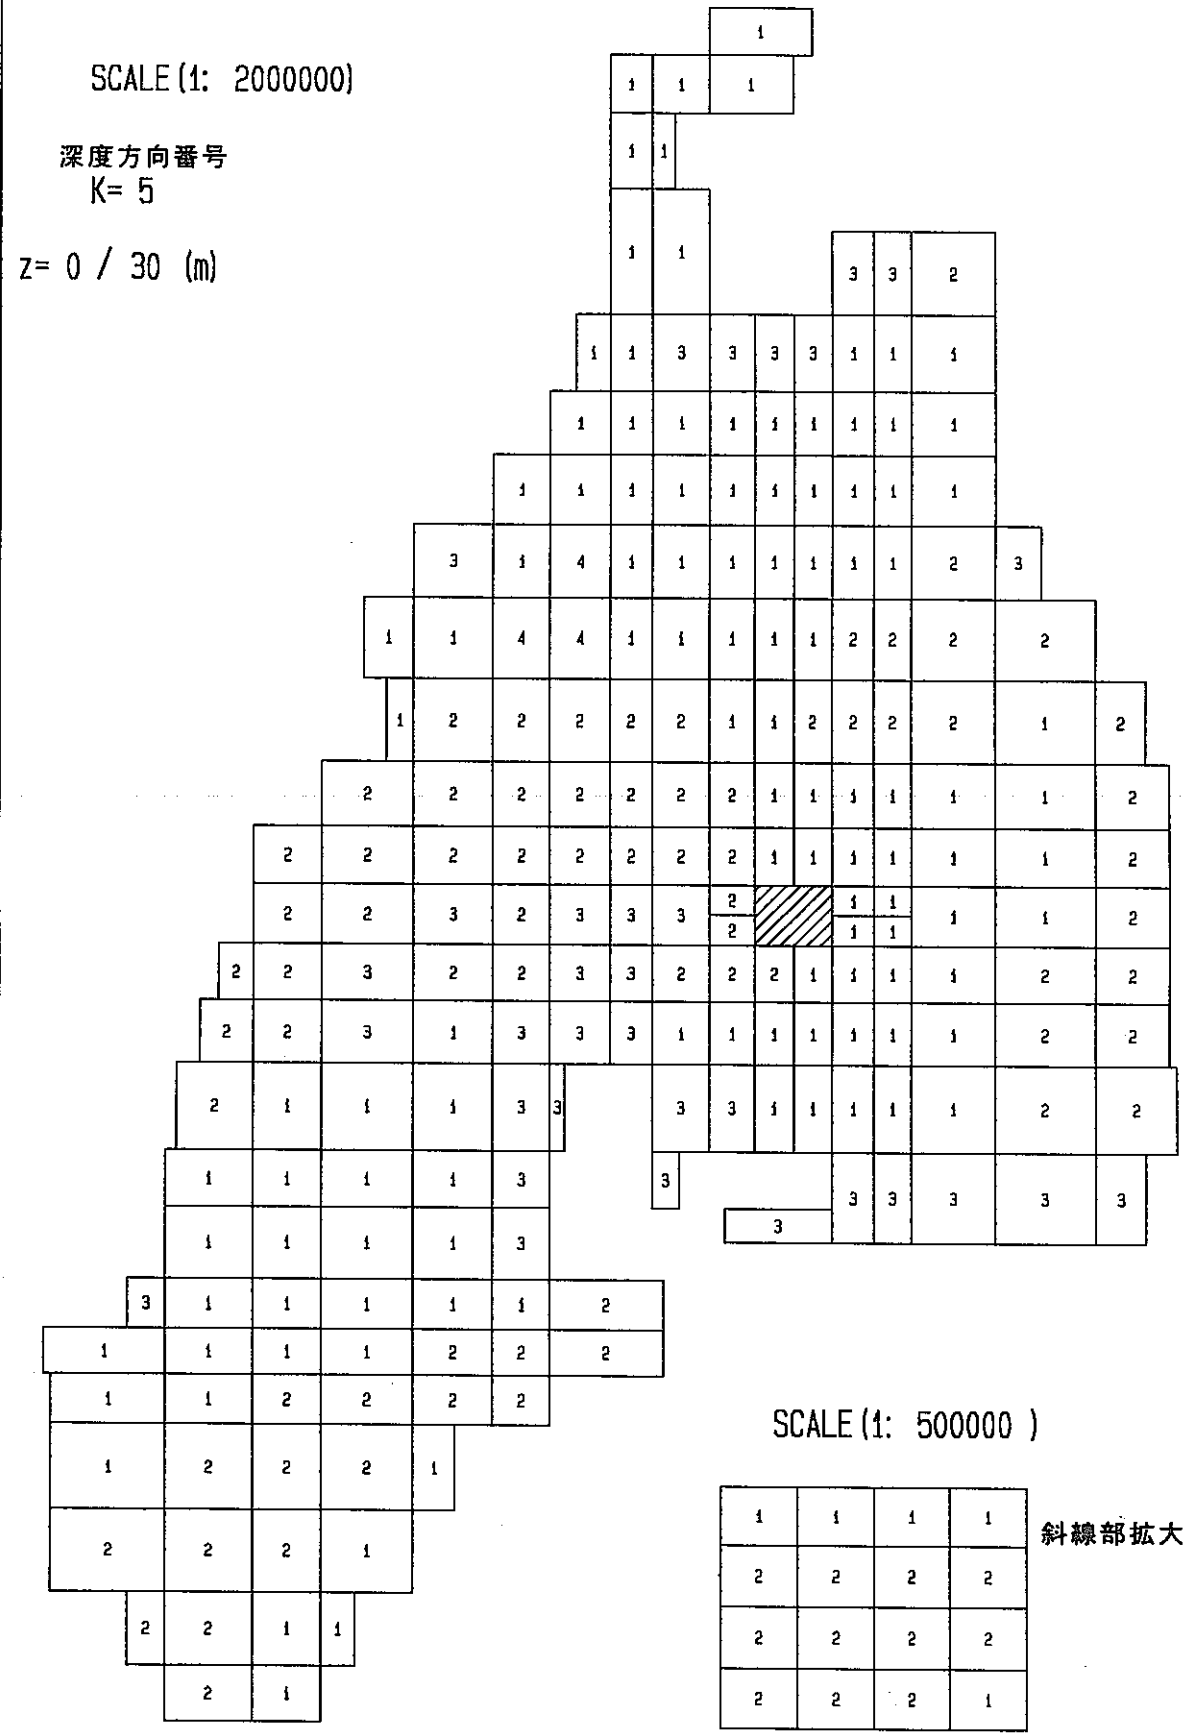 1
SCALE(1: 2000000)
1 1 1
深度方向番号
1 1
K= 5
z= 0 / 30 (m)
1 1
3 3 2
1 1 3 3 3 3 1 1 1
1 1 1 1 1 1 1 1 1
1 1 1 1 1 1 1 1 1 1
3 1 4 1 1 1 1 1 1 1 2 3
1 1 4 4 1 1 1 1 1 2 2 2 2
1 2 2 2 2 2 1 1 2 2 2 2 1 2
2 2 2 2 2 2 2 1 1 1 1 1 1 2
2 2 2 2 2 2 2 2 1 1 1 1 1 1 2
2 1 1
2 2 3 2 3 3 3 1 1 2
2 1 1
2 2 3 2 2 3 3 2 2 2 1 1 1 1 2 2
2 2 3 1 3 3 3 1 1 1 1 1 1 1 2 2
2 1 1 1 3 3 3 3 1 1 1 1 1 2 2
1 1 1 1 3 3
3 3 3 3 3
3
1 1 1 1 3
3 1 1 1 1 1 2
1 1 1 1 2 2 2
1 1 2 2 2 2
SCALE(1: 500000 )
1 2 2 2 1
1 1 1 1
斜線部拡大
2 2 2 1
2 2 2 2
2 2 1 1
2 2 2 2
2 1
2 2 2 1